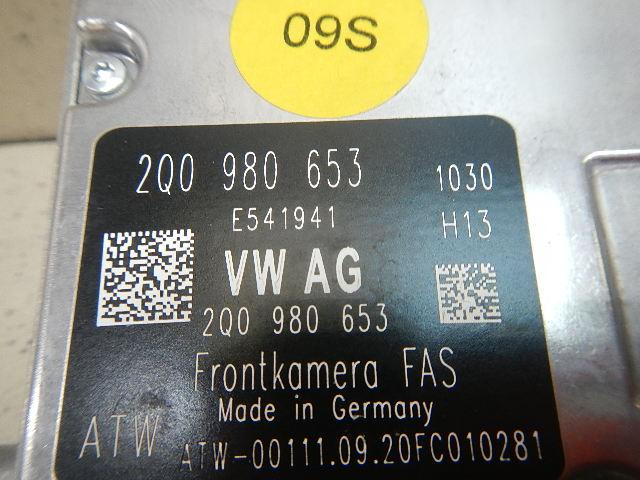 09S
2Q0 980 653 1030
E541941 H13
VW AG
2Q0 980 653
Frontkamera FAS
Made in Germany
ATW ATW-00111.09.20FC010281